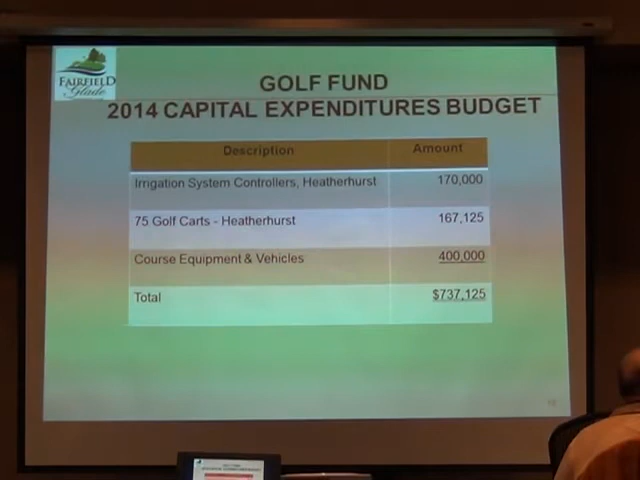 FAIRFIELD
Glade
GOLF FUND
2014 CAPITAL EXPENDITURES BUDGET
Description Amount
Irrigation System Controllers, Heatherhurst 170,000
75 Golf Carts - Heatherhurst 167,125
Course Equipment & Vehicles 400,000
Total $737,125